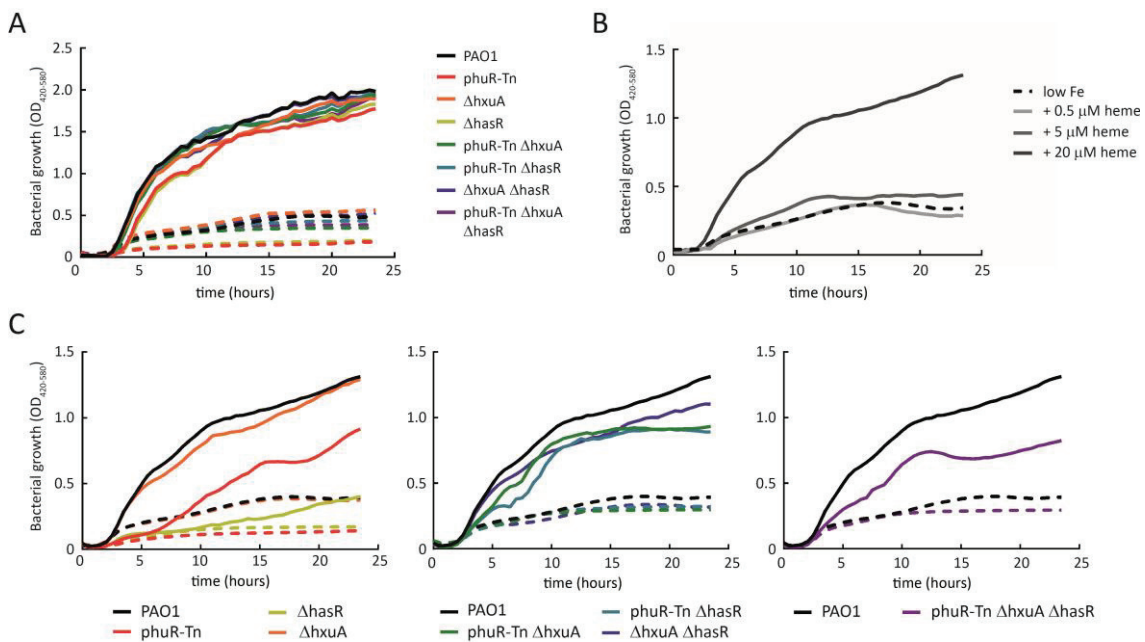 A
Bacterial growth (OD420-580)
2.5
2.0
1.5
1.0
0.5
0
0
5
10
15
20
25
time (hours)
PAO1
phuR-Tn
ΔhxuA
ΔhasR
phuR-Tn ΔhxuA
phuR-Tn ΔhasR
ΔhxuA ΔhasR
phuR-Tn ΔhxuA
ΔhasR
B
Bacterial growth (OD420-580)
1.5
1.0
0.5
0
0
5
10
15
20
25
time (hours)
low Fe
+ 0.5 µM heme
+ 5 µM heme
+ 20 µM heme
C
Bacterial growth (OD420-580)
1.5
1.0
0.5
0
0
5
10
15
20
25
time (hours)
PAO1
ΔhasR
phuR-Tn
ΔhxuA
1.5
1.0
0.5
0
0
5
10
15
20
25
time (hours)
PAO1
phuR-Tn ΔhasR
phuR-Tn ΔhxuA
ΔhxuA ΔhasR
1.5
1.0
0.5
0
0
5
10
15
20
25
time (hours)
PAO1
phuR-Tn ΔhxuA ΔhasR